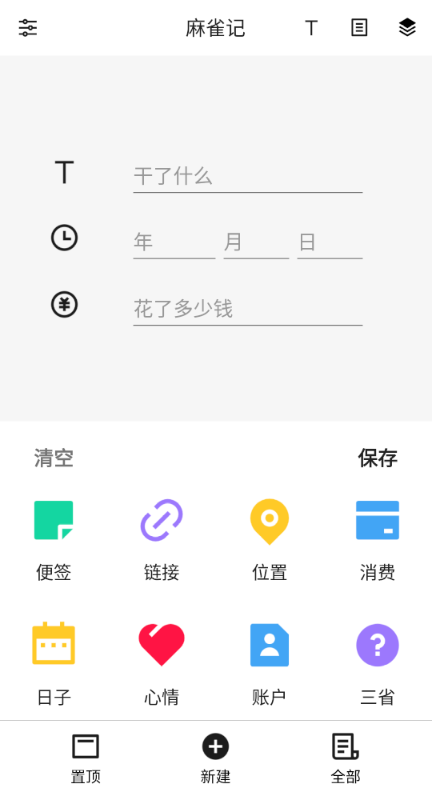 麻雀记
干了什么
年 月 日
花了多少钱
清空 保存
便签 链接 位置 消费
日子 心情 账户 三省
置顶 新建 全部